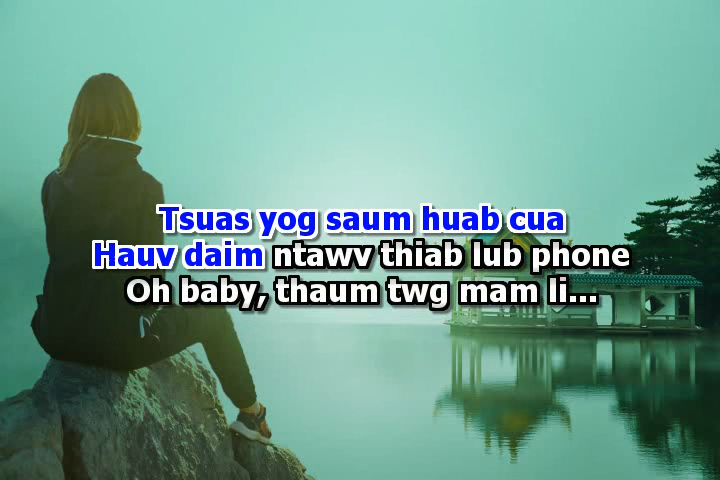 Tsuas yog saum huab cua
Hauv daim ntawv thiab lub phone
Oh baby, thaum twg mam li...